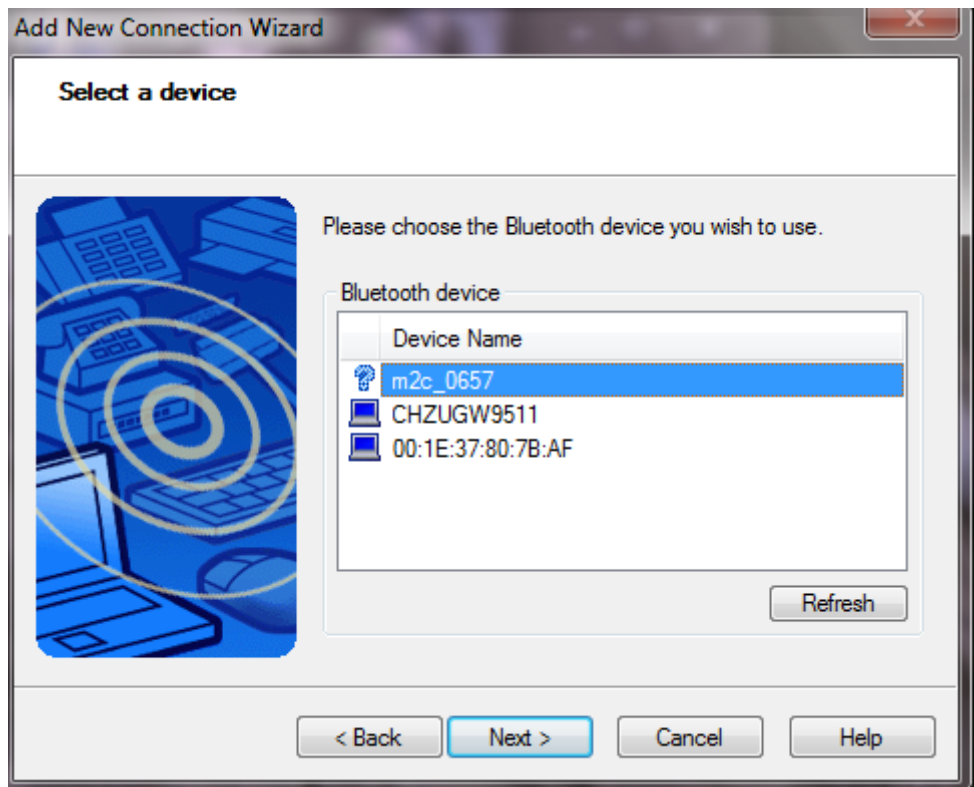 Add New Connection Wizard
Select a device
Please choose the Bluetooth device you wish to use.
Bluetooth device
Device Name
m2c_0657
CHZUGW9511
00:1E:37:80:7B:AF
Refresh
< Back
Next >
Cancel
Help